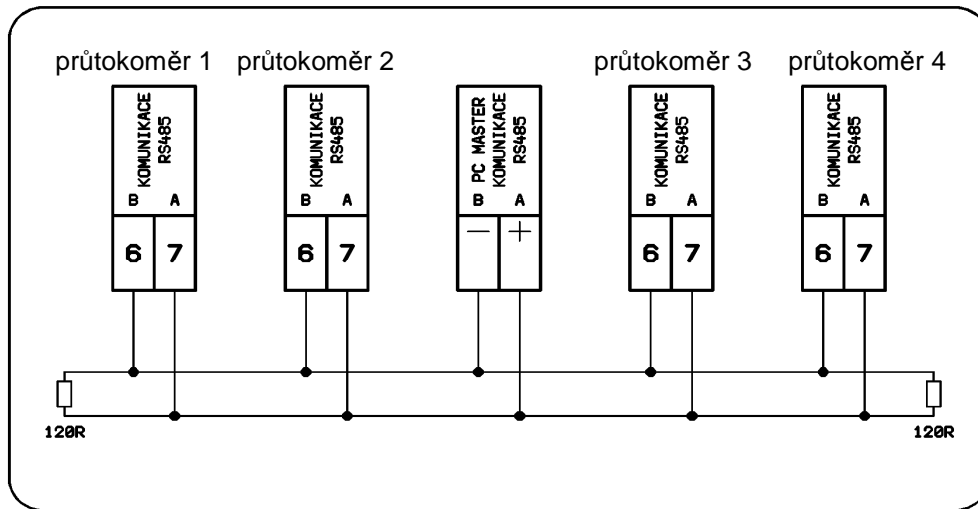 průtokoměr 1
KOMUNIKACE
RS485
B A
6 7
průtokoměr 2
KOMUNIKACE
RS485
B A
6 7
PC MASTER
KOMUNIKACE
RS485
B A
— +
průtokoměr 3
KOMUNIKACE
RS485
B A
6 7
průtokoměr 4
KOMUNIKACE
RS485
B A
6 7
120R
120R